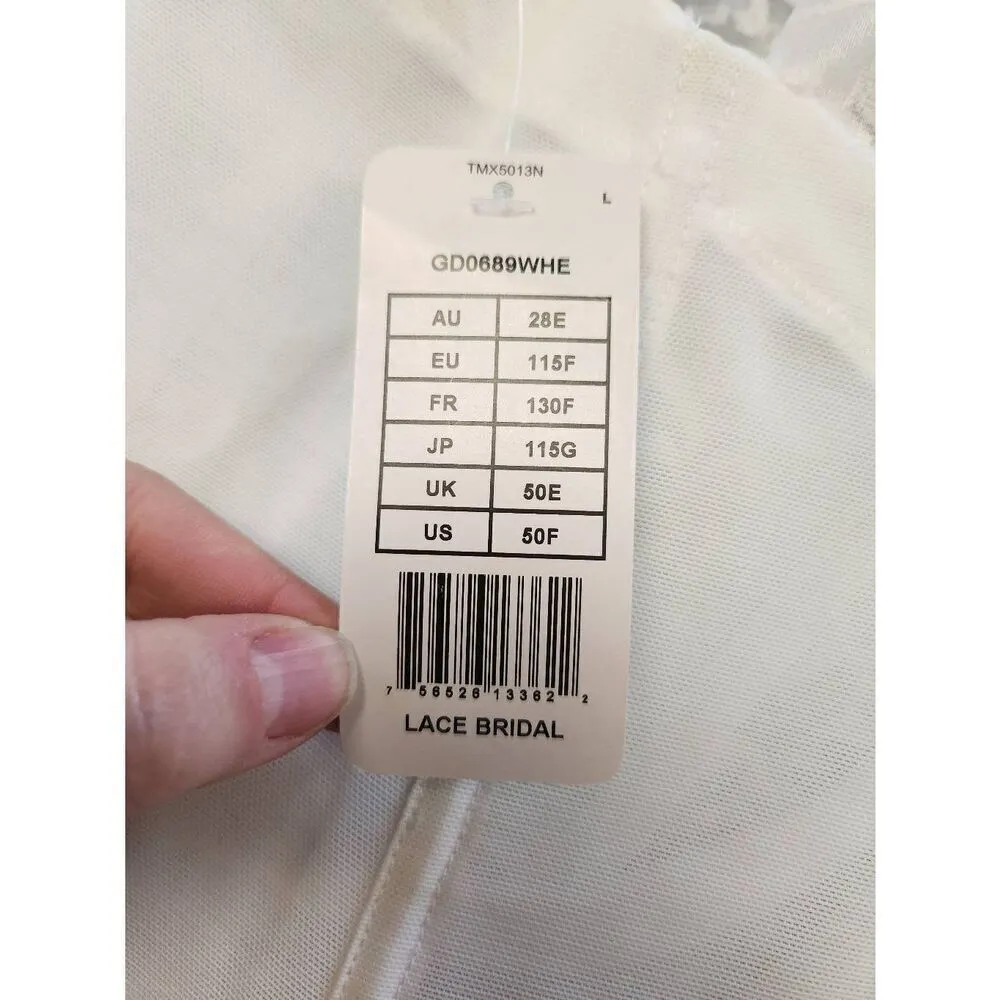 TMX5013N
L
GD0689WHE
AU 28E
EU 115F
FR 130F
JP 115G
UK 50E
US 50F
7 56526 13362 2
LACE BRIDAL